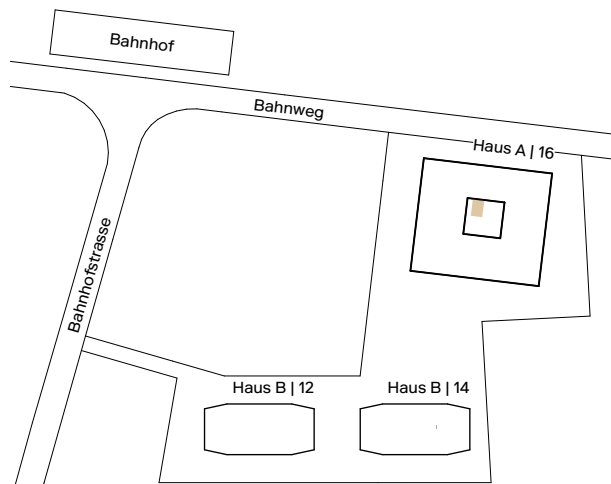 Bahnhof
Bahnweg
Haus A | 16
Bahnhofstrasse
Haus B | 12
Haus B | 14